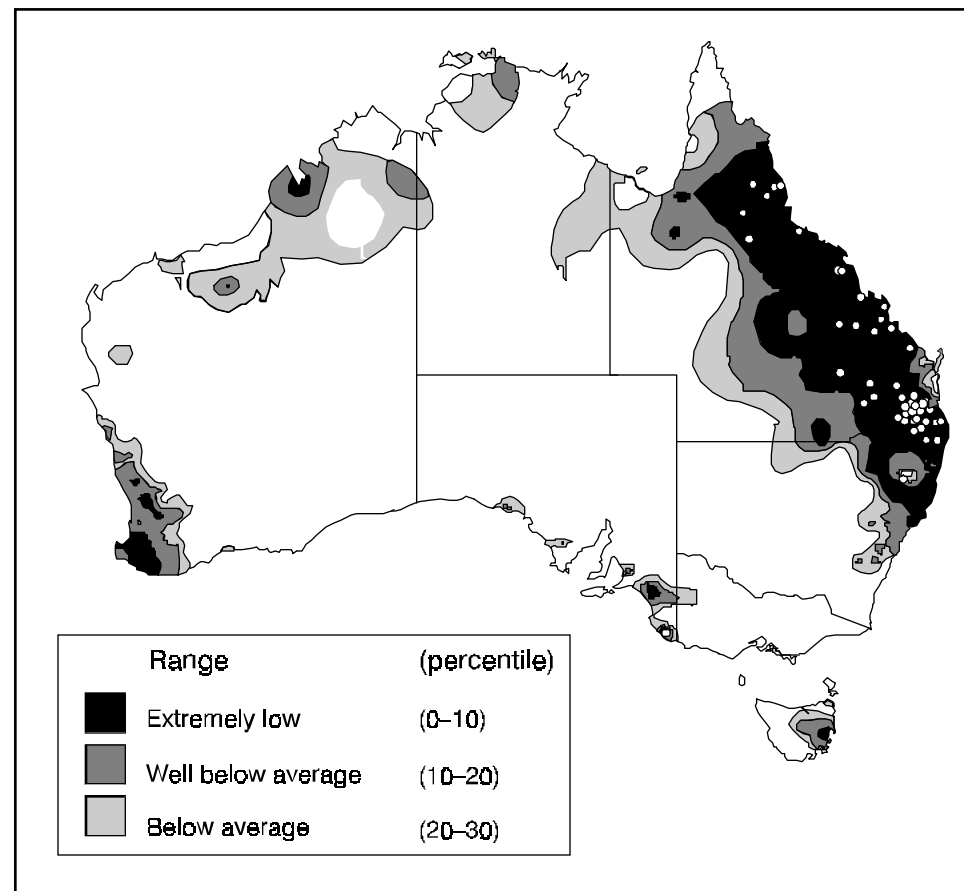 Range (percentile)
Extremely low (0–10)
Well below average (10–20)
Below average (20–30)